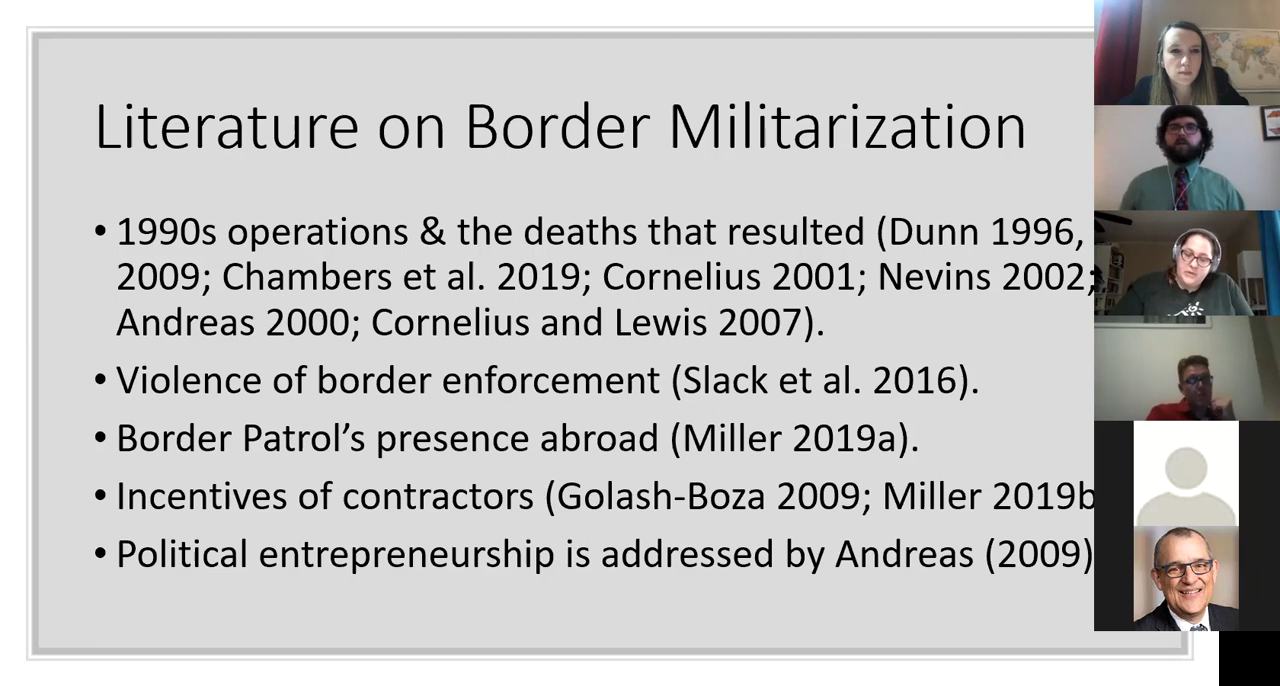 Literature on Border Militarization
• 1990s operations & the deaths that resulted (Dunn 1996,
2009; Chambers et al. 2019; Cornelius 2001; Nevins 2002;
Andreas 2000; Cornelius and Lewis 2007).
• Violence of border enforcement (Slack et al. 2016).
• Border Patrol’s presence abroad (Miller 2019a).
• Incentives of contractors (Golash-Boza 2009; Miller 2019b
• Political entrepreneurship is addressed by Andreas (2009)